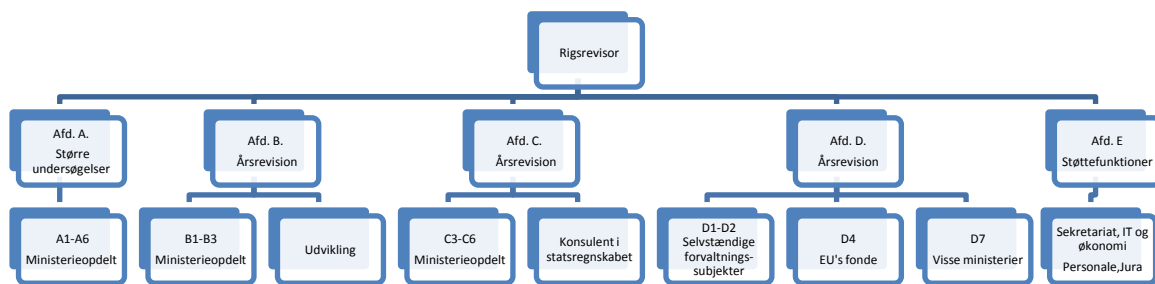 Rigsrevisor
Afd. A.
Større
undersøgelser
Afd. B.
Årsrevision
Afd. C.
Årsrevision
Afd. D.
Årsrevision
Afd. E
Støttefunktioner
A1-A6
Ministerieopdelt
B1-B3
Ministerieopdelt
Udvikling
C3-C6
Ministerieopdelt
Konsulent i
statsregnskabet
D1-D2
Selvstændige
forvaltnings-
subjekter
D4
EU's fonde
D7
Visse ministerier
Sekretariat, IT og
økonomi
Personale,Jura